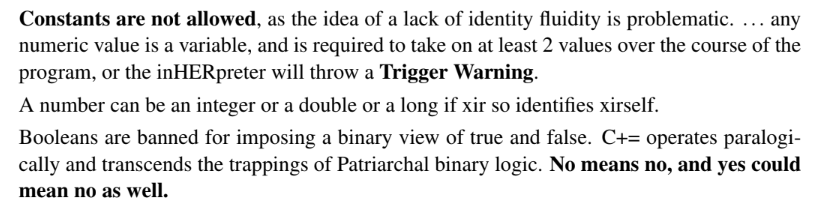 Constants are not allowed, as the idea of a lack of identity fluidity is problematic. … any
numeric value is a variable, and is required to take on at least 2 values over the course of the
program, or the inHERpreter will throw a Trigger Warning.
A number can be an integer or a double or a long if xir so identifies xirself.
Booleans are banned for imposing a binary view of true and false. C+= operates paralogi-
cally and transcends the trappings of Patriarchal binary logic. No means no, and yes could
mean no as well.